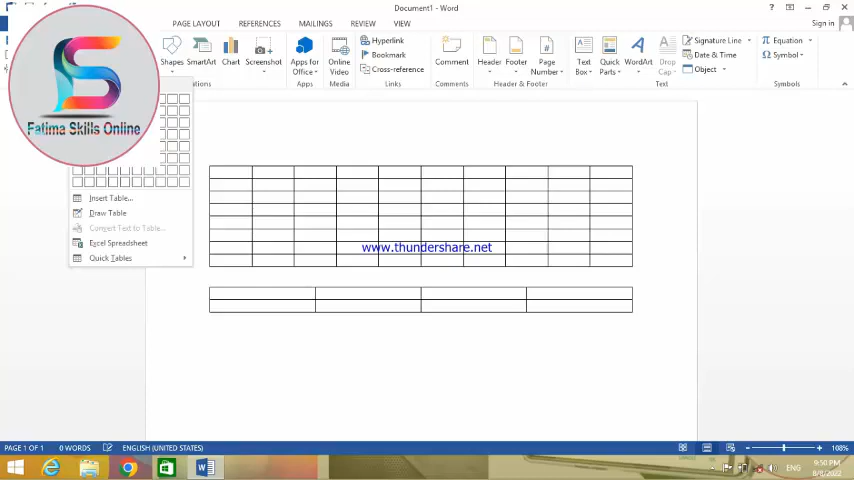 Document1 - Word
PAGE LAYOUT REFERENCES MAILINGS REVIEW VIEW Sign in
Shapes SmartArt Chart Screenshot Apps for Office Online Video Hyperlink Bookmark Cross-reference Comment Header Footer Page Number Text Box Quick Parts WordArt Drop Cap Signature Line Date & Time Object Equation Symbol
Apps Media Links Comments Header & Footer Text Symbols
Fatima Skills Online
Insert Table...
Draw Table
Convert Text to Table...
Excel Spreadsheet
Quick Tables
www.thundershare.net
PAGE 1 OF 1 0 WORDS ENGLISH (UNITED STATES) 108%
ENG 9:50 PM
8/8/2022